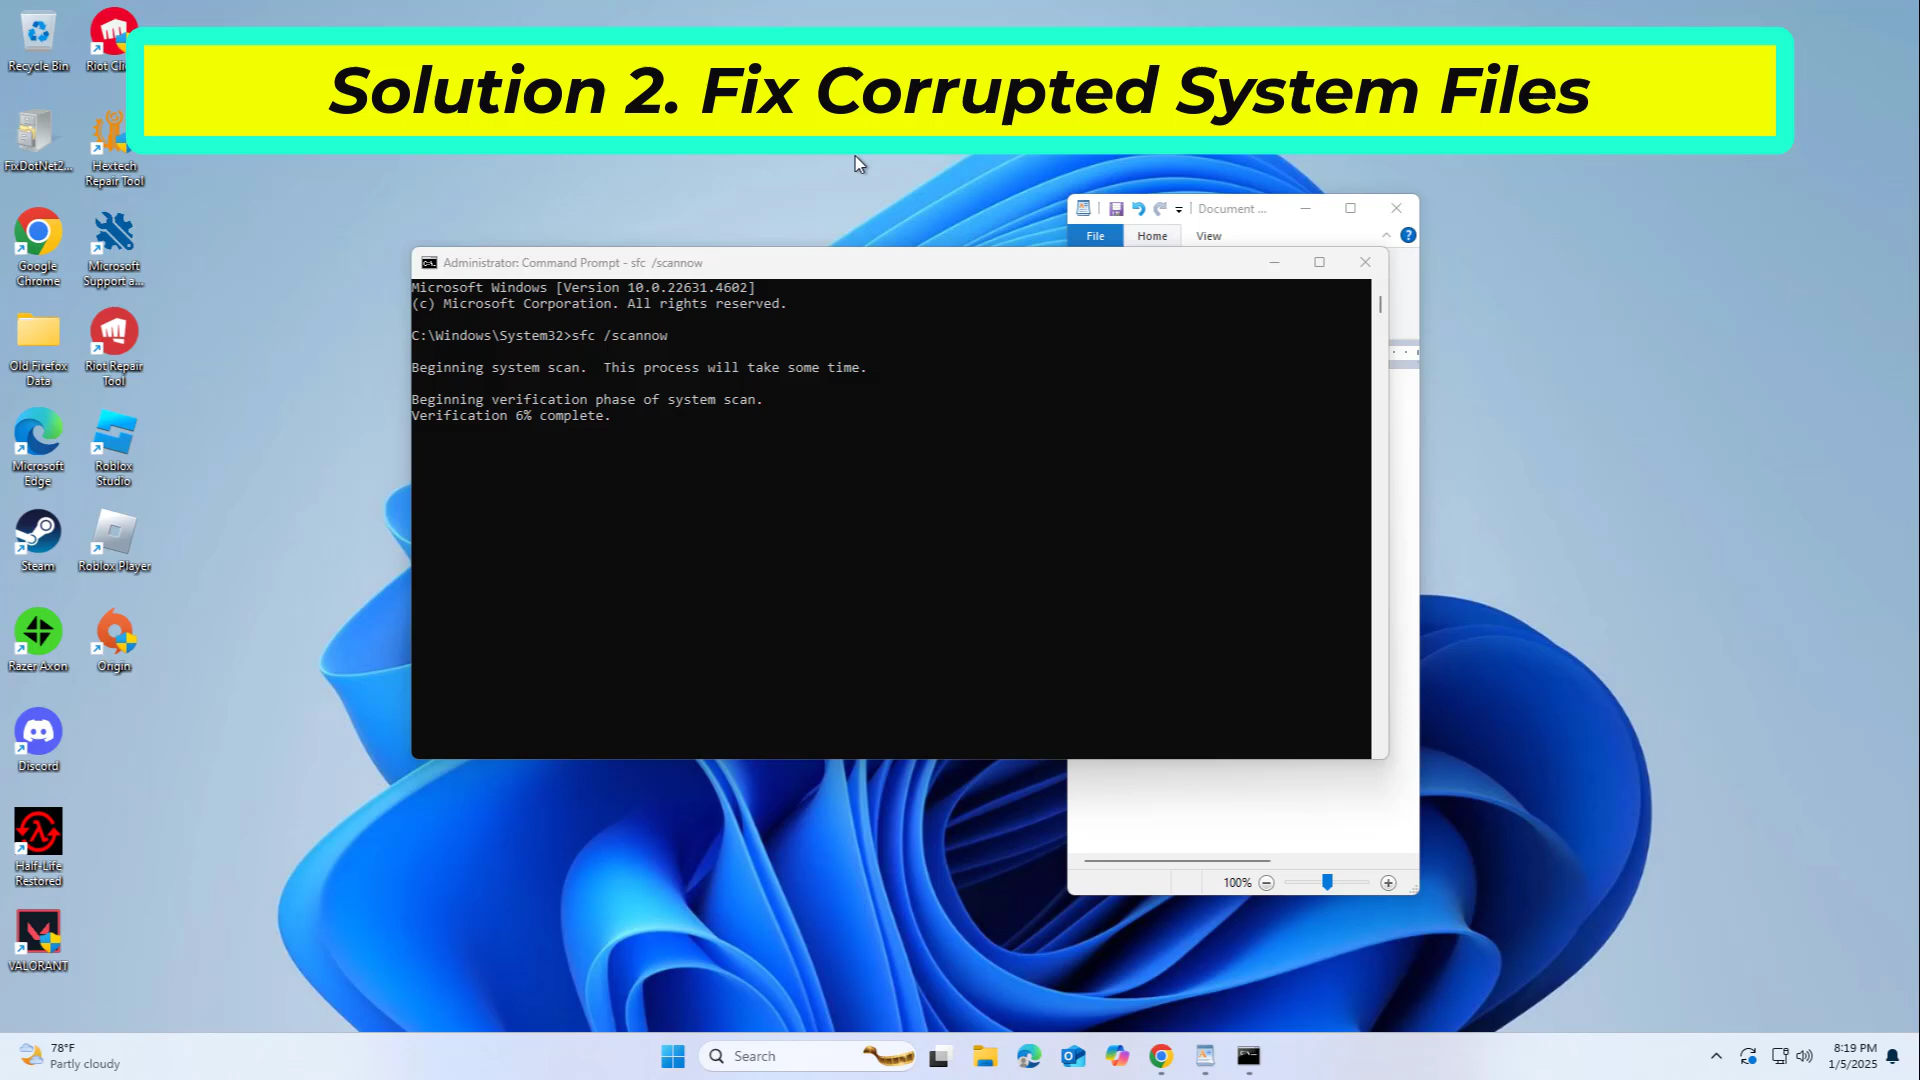 Solution 2. Fix Corrupted System Files
Recycle Bin
Riot Cli
FixDotNet2...
Hextech
Repair Tool
Google
Chrome
Microsoft
Support a...
Old Firefox
Data
Riot Repair
Tool
Microsoft
Edge
Roblox
Studio
Steam
Roblox Player
Razer Axon
Origin
Discord
Half-Life
Restored
VALORANT
Document ...
File
Home
View
Administrator: Command Prompt - sfc  /scannow
Microsoft Windows [Version 10.0.22631.4602]
(c) Microsoft Corporation. All rights reserved.
C:\Windows\System32>sfc /scannow
Beginning system scan.  This process will take some time.
Beginning verification phase of system scan.
Verification 6% complete.
100%
78°F
Partly cloudy
Search
8:19 PM
1/5/2025